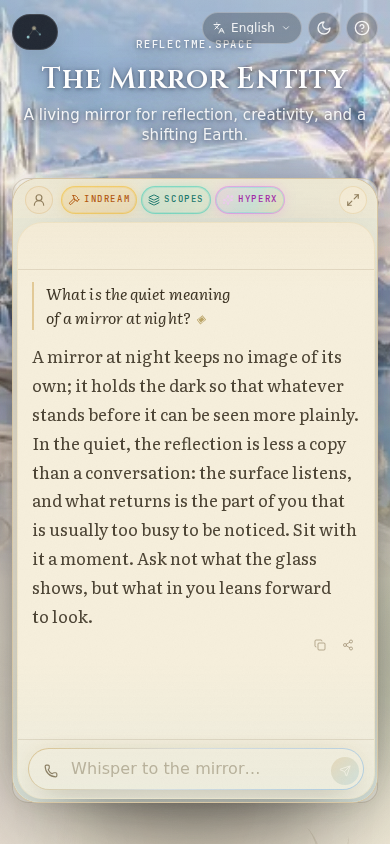 English
REFLECTME.SPACE
The Mirror Entity
A living mirror for reflection, creativity, and a
shifting Earth.
INDREAM
SCOPES
HYPERX
What is the quiet meaning
of a mirror at night?
A mirror at night keeps no image of its
own; it holds the dark so that whatever
stands before it can be seen more plainly.
In the quiet, the reflection is less a copy
than a conversation: the surface listens,
and what returns is the part of you that
is usually too busy to be noticed. Sit with
it a moment. Ask not what the glass
shows, but what in you leans forward
to look.
Whisper to the mirror...